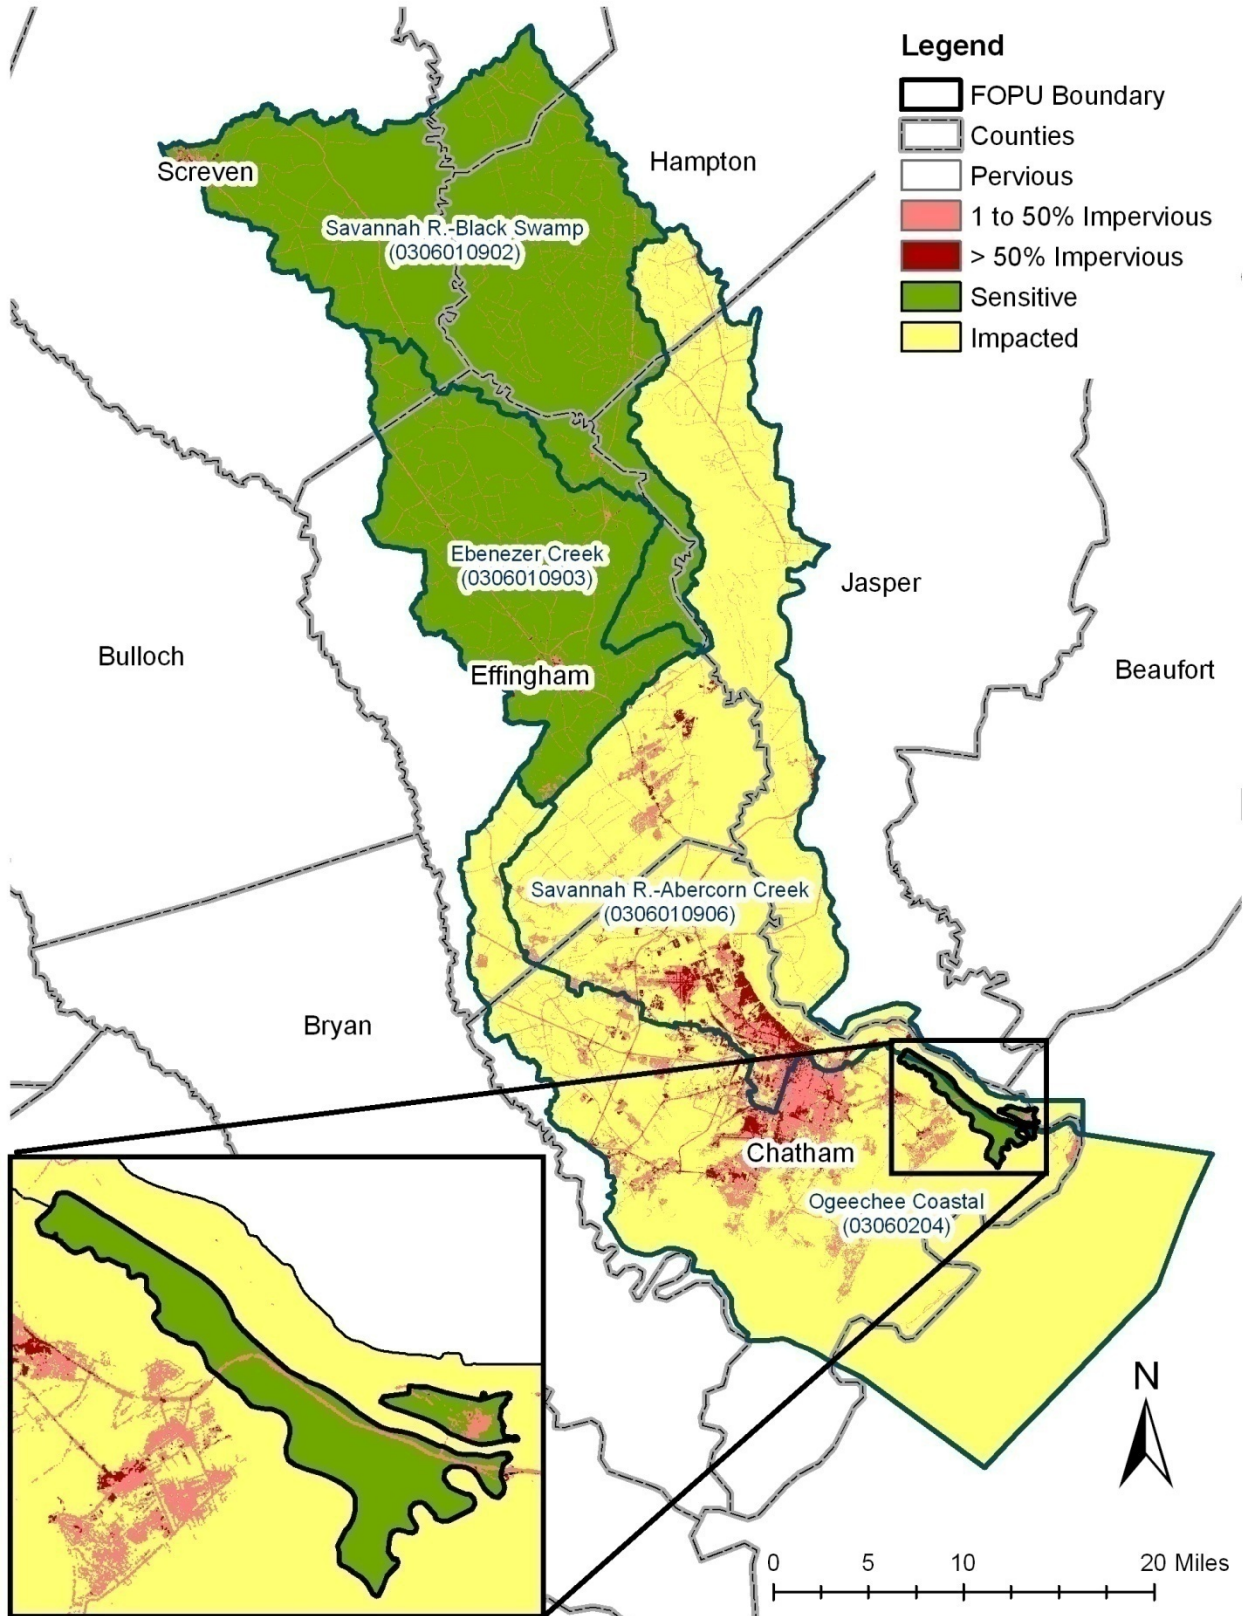 Legend
FOPU Boundary
Counties
Pervious
1 to 50% Impervious
> 50% Impervious
Sensitive
Impacted
Hampton
Screven
Savannah R.-Black Swamp
(0306010902)
Ebenezer Creek
(0306010903)
Jasper
Bulloch
Effingham
Beaufort
Savannah R.-Abercorn Creek
(0306010906)
Bryan
Chatham
Ogeechee Coastal
(03060204)
N
0 5 10 20 Miles